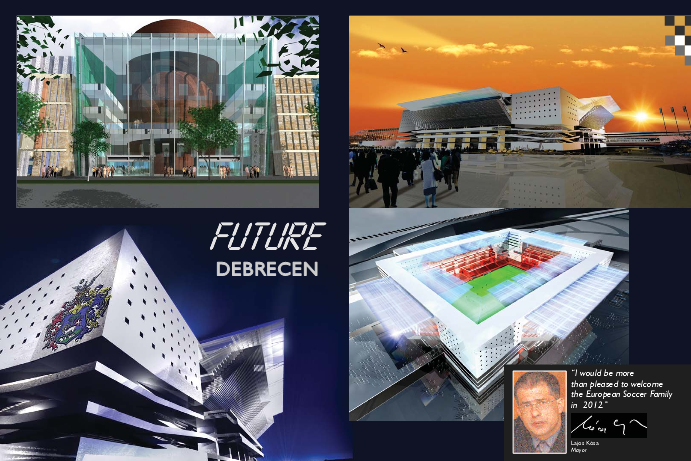 FUTURE
DEBRECEN
"I would be more
than pleased to welcome
the European Soccer Family
in 2012."
Lajos Kósa
Mayor